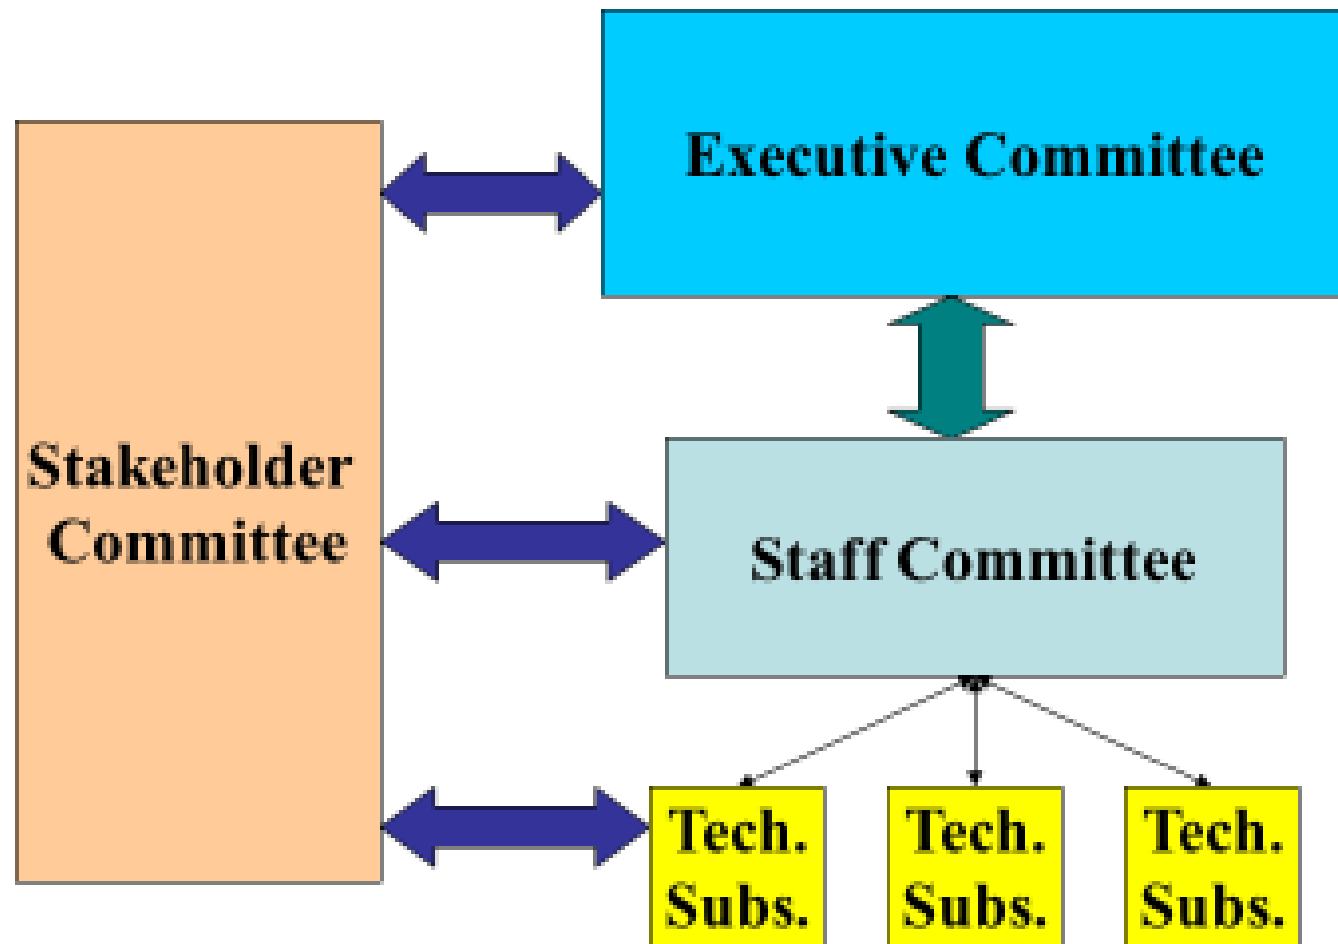 Executive Committee
Stakeholder
Committee
Staff Committee
Tech.
Subs.
Tech.
Subs.
Tech.
Subs.